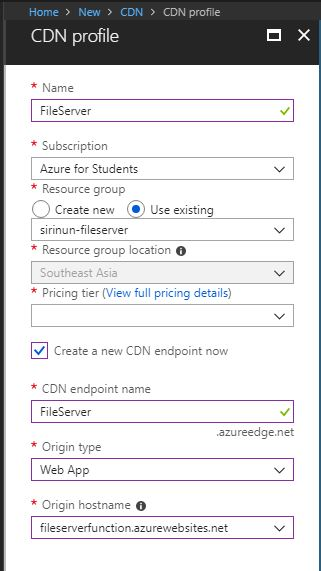 Home > New > CDN > CDN profile
CDN profile
* Name
FileServer
* Subscription
Azure for Students
* Resource group
Create new Use existing
sirinun-fileserver
* Resource group location
Southeast Asia
* Pricing tier (View full pricing details)
Create a new CDN endpoint now
* CDN endpoint name
FileServer
.azureedge.net
* Origin type
Web App
* Origin hostname
fileserverfunction.azurewebsites.net